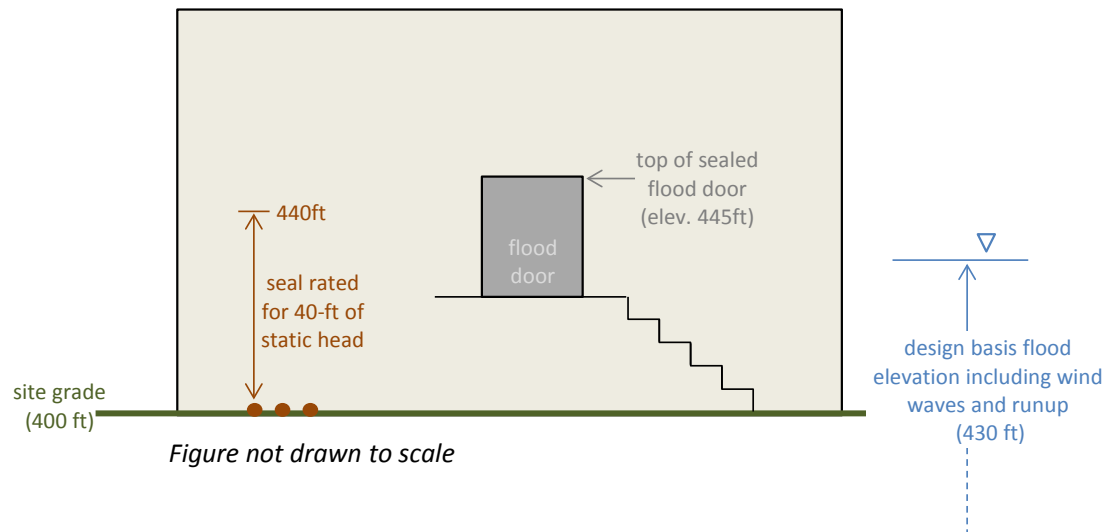 top of sealed
flood door
(elev. 445ft)
440ft
flood
door
seal rated
for 40-ft of
static head
design basis flood
elevation including wind
waves and runup
(430 ft)
site grade
(400 ft)
Figure not drawn to scale